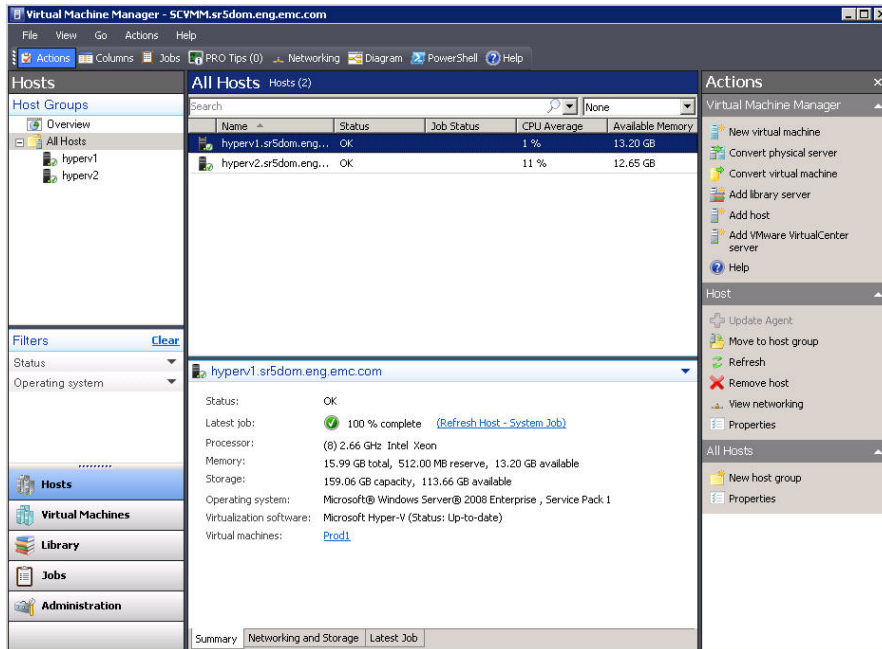 Virtual Machine Manager - SCVMM.sr5dom.eng.emc.com
File View Go Actions Help
Actions Columns Jobs PRO Tips (0) Networking Diagram PowerShell Help
Hosts
Host Groups
Overview
All Hosts
hyperv1
hyperv2
Filters Clear
Status
Operating system
Hosts
Virtual Machines
Library
Jobs
Administration
All Hosts Hosts (2)
Search None
Name Status Job Status CPU Average Available Memory
hyperv1.sr5dom.eng... OK 1 % 13.20 GB
hyperv2.sr5dom.eng... OK 11 % 12.65 GB
hyperv1.sr5dom.eng.emc.com
Status: OK
Latest job: 100 % complete (Refresh Host - System Job)
Processor: (8) 2.66 GHz Intel Xeon
Memory: 15.99 GB total, 512.00 MB reserve, 13.20 GB available
Storage: 159.06 GB capacity, 113.66 GB available
Operating system: Microsoft® Windows Server® 2008 Enterprise , Service Pack 1
Virtualization software: Microsoft Hyper-V (Status: Up-to-date)
Virtual machines: Prod1
Summary Networking and Storage Latest Job
Actions
Virtual Machine Manager
New virtual machine
Convert physical server
Convert virtual machine
Add library server
Add host
Add VMware VirtualCenter
server
Help
Host
Update Agent
Move to host group
Refresh
Remove host
View networking
Properties
All Hosts
New host group
Properties